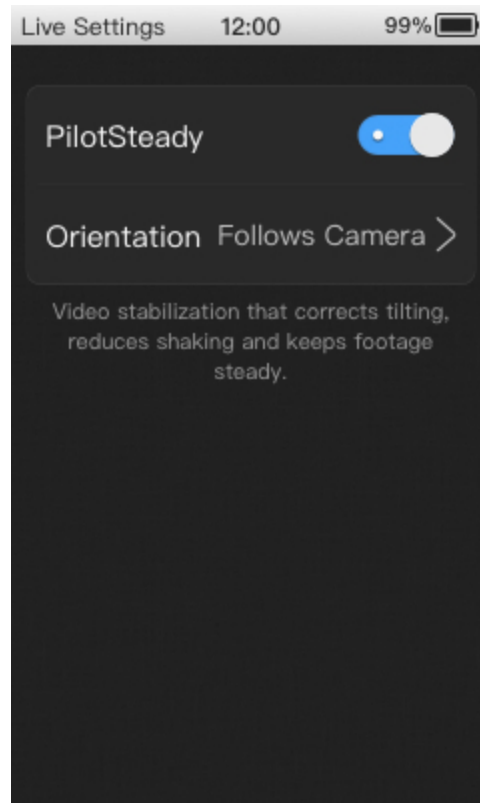 Live Settings 12:00 99%
PilotSteady
Orientation Follows Camera
Video stabilization that corrects tilting,
reduces shaking and keeps footage
steady.